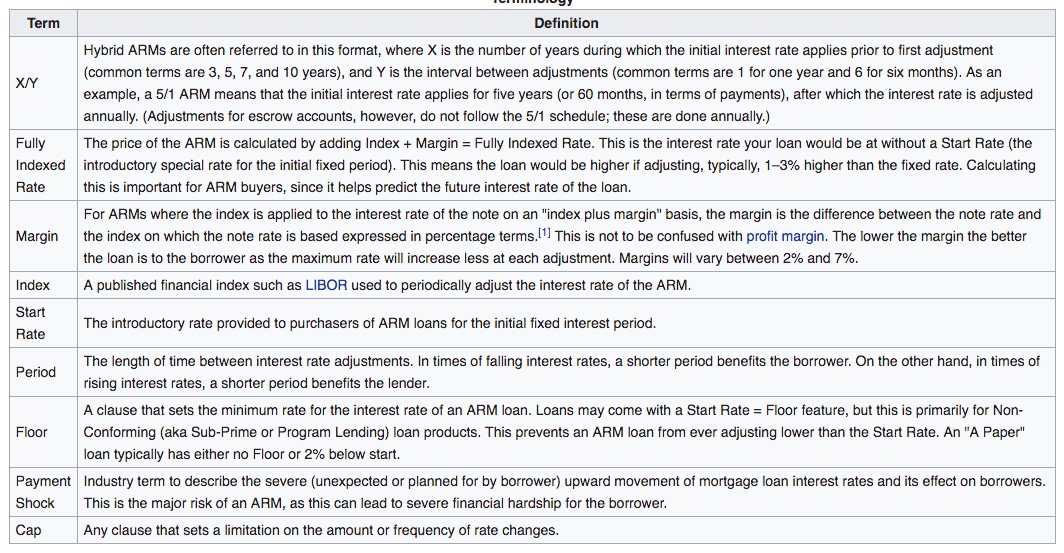 Terminology
Term Definition
X/Y
Hybrid ARMs are often referred to in this format, where X is the number of years during which the initial interest rate applies prior to first adjustment
(common terms are 3, 5, 7, and 10 years), and Y is the interval between adjustments (common terms are 1 for one year and 6 for six months). As an
example, a 5/1 ARM means that the initial interest rate applies for five years (or 60 months, in terms of payments), after which the interest rate is adjusted
annually. (Adjustments for escrow accounts, however, do not follow the 5/1 schedule; these are done annually.)
Fully
Indexed
Rate
The price of the ARM is calculated by adding Index + Margin = Fully Indexed Rate. This is the interest rate your loan would be at without a Start Rate (the
introductory special rate for the initial fixed period). This means the loan would be higher if adjusting, typically, 1–3% higher than the fixed rate. Calculating
this is important for ARM buyers, since it helps predict the future interest rate of the loan.
Margin
For ARMs where the index is applied to the interest rate of the note on an "index plus margin" basis, the margin is the difference between the note rate and
the index on which the note rate is based expressed in percentage terms.[1] This is not to be confused with profit margin. The lower the margin the better
the loan is to the borrower as the maximum rate will increase less at each adjustment. Margins will vary between 2% and 7%.
Index
A published financial index such as LIBOR used to periodically adjust the interest rate of the ARM.
Start
Rate
The introductory rate provided to purchasers of ARM loans for the initial fixed interest period.
Period
The length of time between interest rate adjustments. In times of falling interest rates, a shorter period benefits the borrower. On the other hand, in times of
rising interest rates, a shorter period benefits the lender.
Floor
A clause that sets the minimum rate for the interest rate of an ARM loan. Loans may come with a Start Rate = Floor feature, but this is primarily for Non-
Conforming (aka Sub-Prime or Program Lending) loan products. This prevents an ARM loan from ever adjusting lower than the Start Rate. An "A Paper"
loan typically has either no Floor or 2% below start.
Payment
Shock
Industry term to describe the severe (unexpected or planned for by borrower) upward movement of mortgage loan interest rates and its effect on borrowers.
This is the major risk of an ARM, as this can lead to severe financial hardship for the borrower.
Cap
Any clause that sets a limitation on the amount or frequency of rate changes.